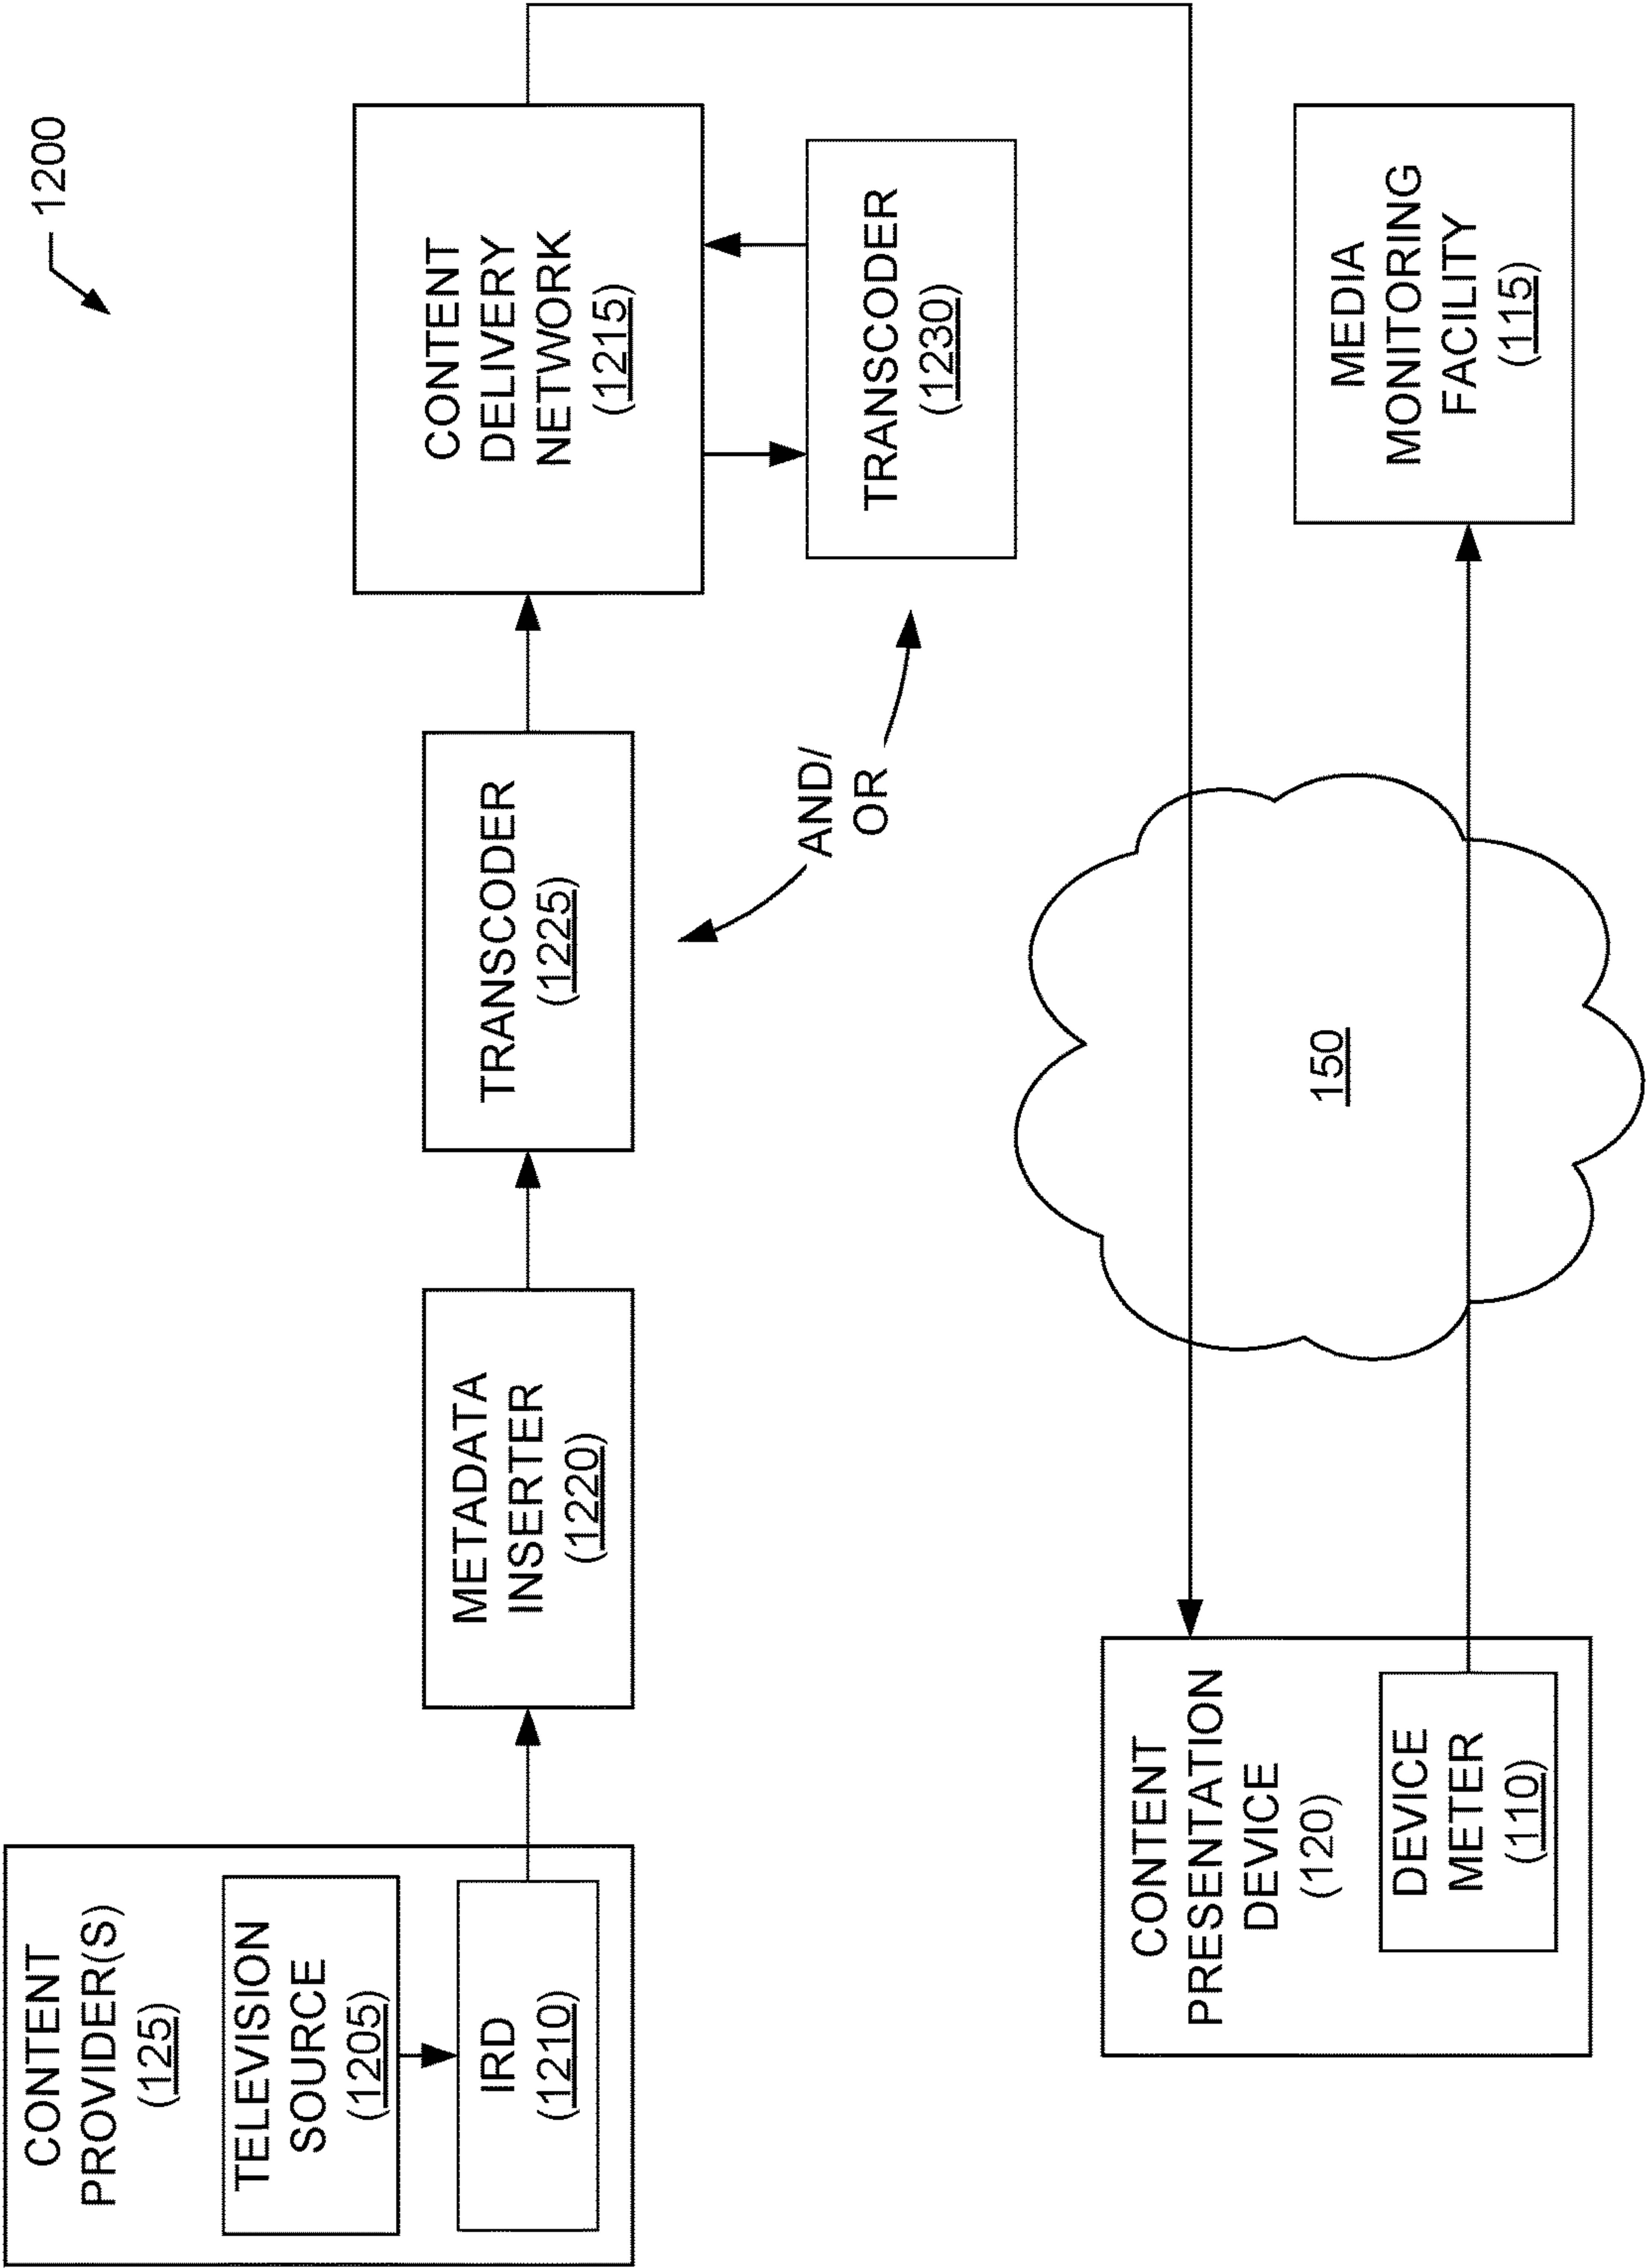 1200
CONTENT
PROVIDER(S)
(125)
TELEVISION
SOURCE
(1205)
IRD
(1210)
METADATA
INSERTER
(1220)
TRANSCODER
(1225)
CONTENT
DELIVERY
NETWORK
(1215)
TRANSCODER
(1230)
AND/
OR
CONTENT
PRESENTATION
DEVICE
(120)
DEVICE
METER
(110)
150
MEDIA
MONITORING
FACILITY
(115)